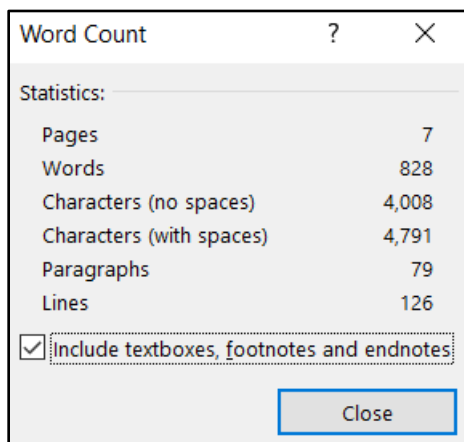 Word Count ? X
Statistics:
Pages 7
Words 828
Characters (no spaces) 4,008
Characters (with spaces) 4,791
Paragraphs 79
Lines 126
Include textboxes, footnotes and endnotes
Close